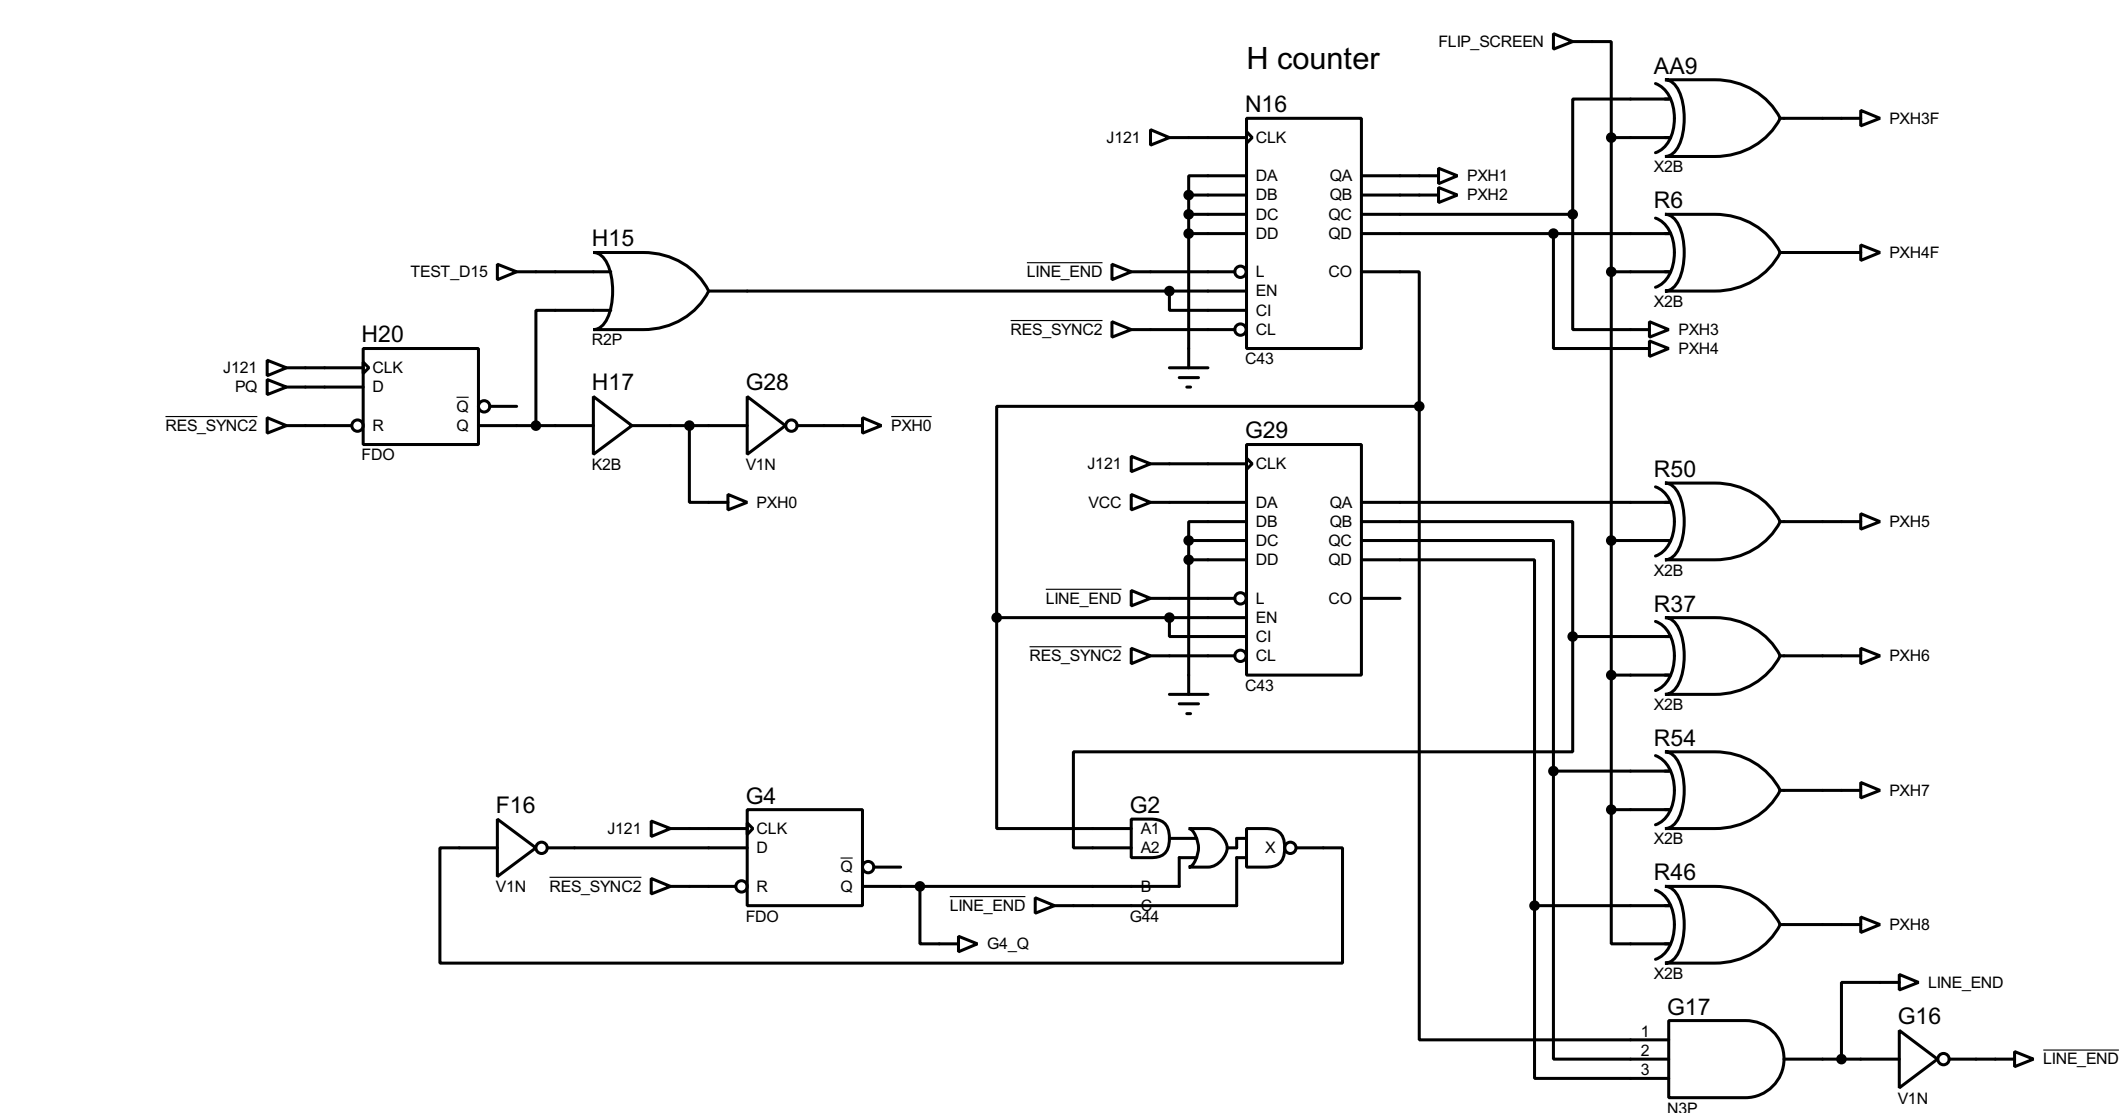 FLIP_SCREEN
H counter
AA9
N16
J121
CLK
PXH3F
X2B
DA QA PXH1
DB QB PXH2
DC QC
DD QD
R6
H15
TEST_D15
LINE_END
L CO
PXH4F
EN
X2B
CI
RES_SYNC2
CL
PXH3
R2P
H20
PXH4
C43
J121
CLK
PQ
D
H17
G28
Q
RES_SYNC2
R Q
PXH0
FDO
K2B
V1N
G29
J121
CLK
R50
PXH0
VCC
DA QA
DB QB
PXH5
DC QC
DD QD
X2B
LINE_END
L CO
R37
EN
CI
RES_SYNC2
CL
PXH6
C43
X2B
R54
F16
G4
G2
PXH7
J121
CLK
A1
D
A2
X
X2B
Q
R46
V1N
RES_SYNC2
R Q
B
LINE_END
C
FDO
G44
PXH8
G4_Q
X2B
LINE_END
G17
G16
1
2
3
LINE_END
N3P
V1N